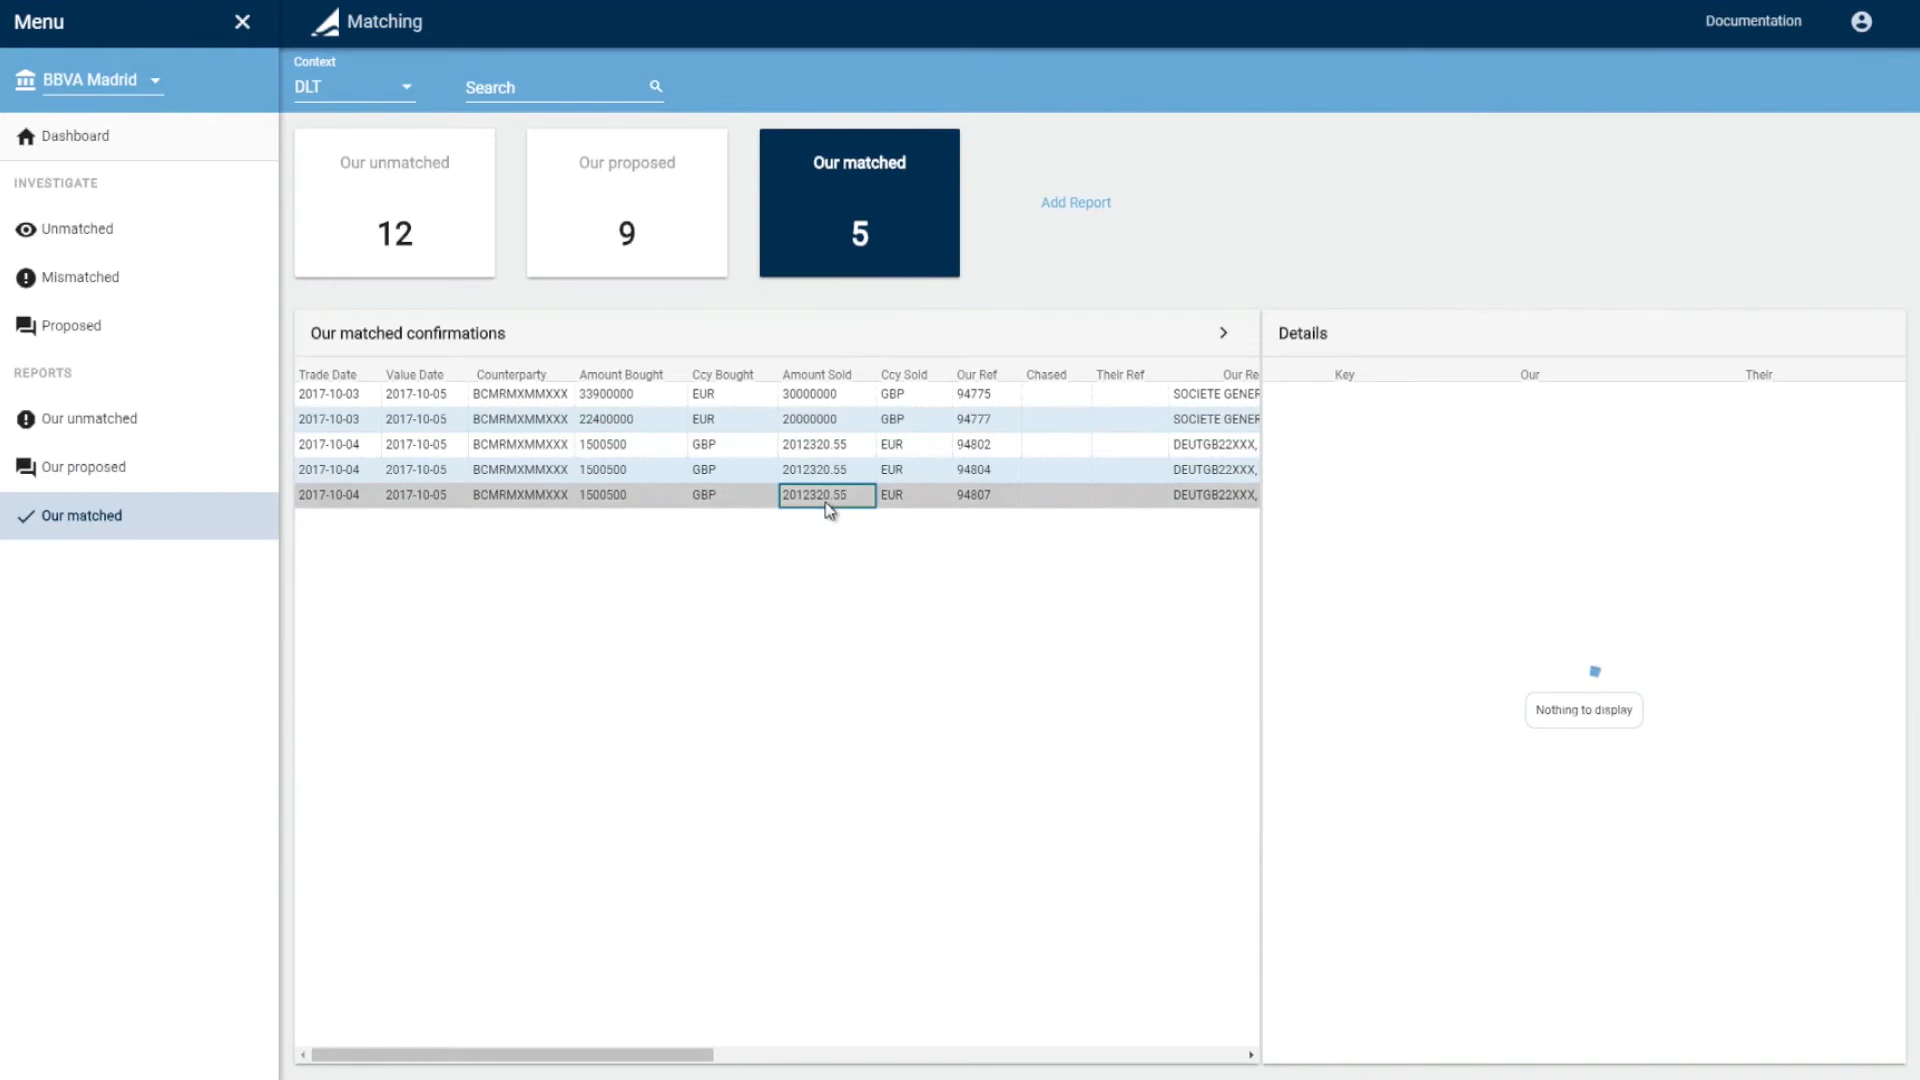 Menu
Matching
Documentation
BBVA Madrid
Context
DLT
Search
Dashboard
INVESTIGATE
Unmatched
Mismatched
Proposed
REPORTS
Our unmatched
Our proposed
Our matched
Our unmatched
12
Our proposed
9
Our matched
5
Add Report
Our matched confirmations
Trade Date Value Date Counterparty Amount Bought Ccy Bought Amount Sold Ccy Sold Our Ref Chased Their Ref Our Re
2017-10-03 2017-10-05 BCMRMXMMXXX 33900000 EUR 30000000 GBP 94775 SOCIETE GENER
2017-10-03 2017-10-05 BCMRMXMMXXX 22400000 EUR 20000000 GBP 94777 SOCIETE GENER
2017-10-04 2017-10-05 BCMRMXMMXXX 1500500 GBP 2012320.55 EUR 94802 DEUTGB22XXX,
2017-10-04 2017-10-05 BCMRMXMMXXX 1500500 GBP 2012320.55 EUR 94804 DEUTGB22XXX,
2017-10-04 2017-10-05 BCMRMXMMXXX 1500500 GBP 2012320.55 EUR 94807 DEUTGB22XXX,
Details
Key Our Their
Nothing to display